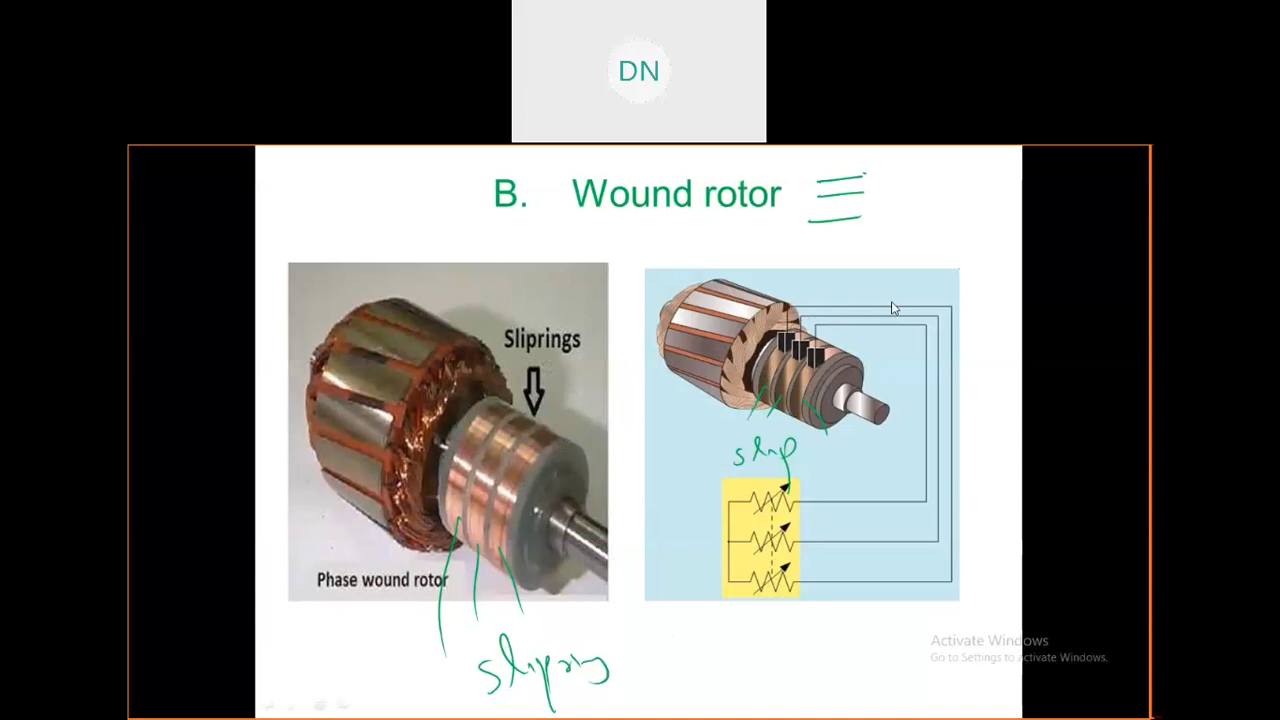 DN
B. Wound rotor
Sliprings
Phase wound rotor
slip
slipring
Activate Windows
Go to Settings to activate Windows.